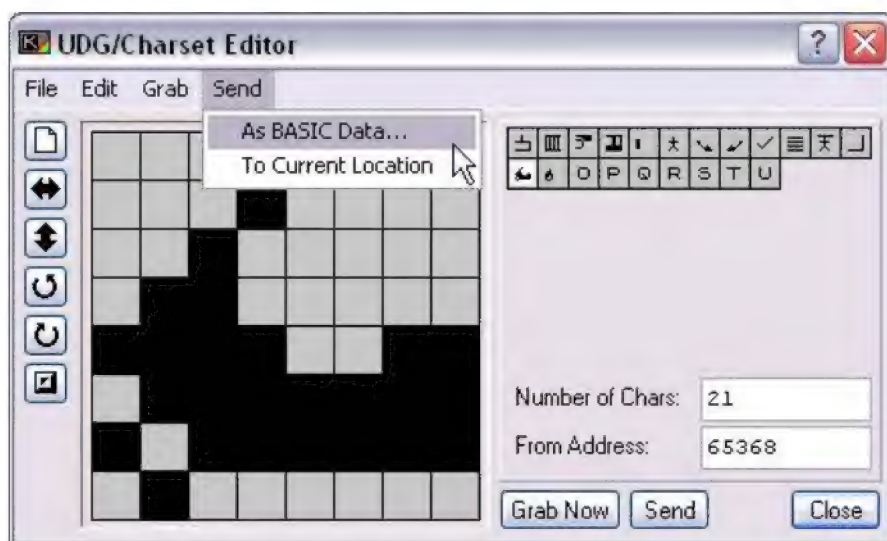 UDG/Charset Editor
File Edit Grab Send
As BASIC Data...
To Current Location
O P Q R S T U
Number of Chars: 21
From Address: 65368
Grab Now Send Close